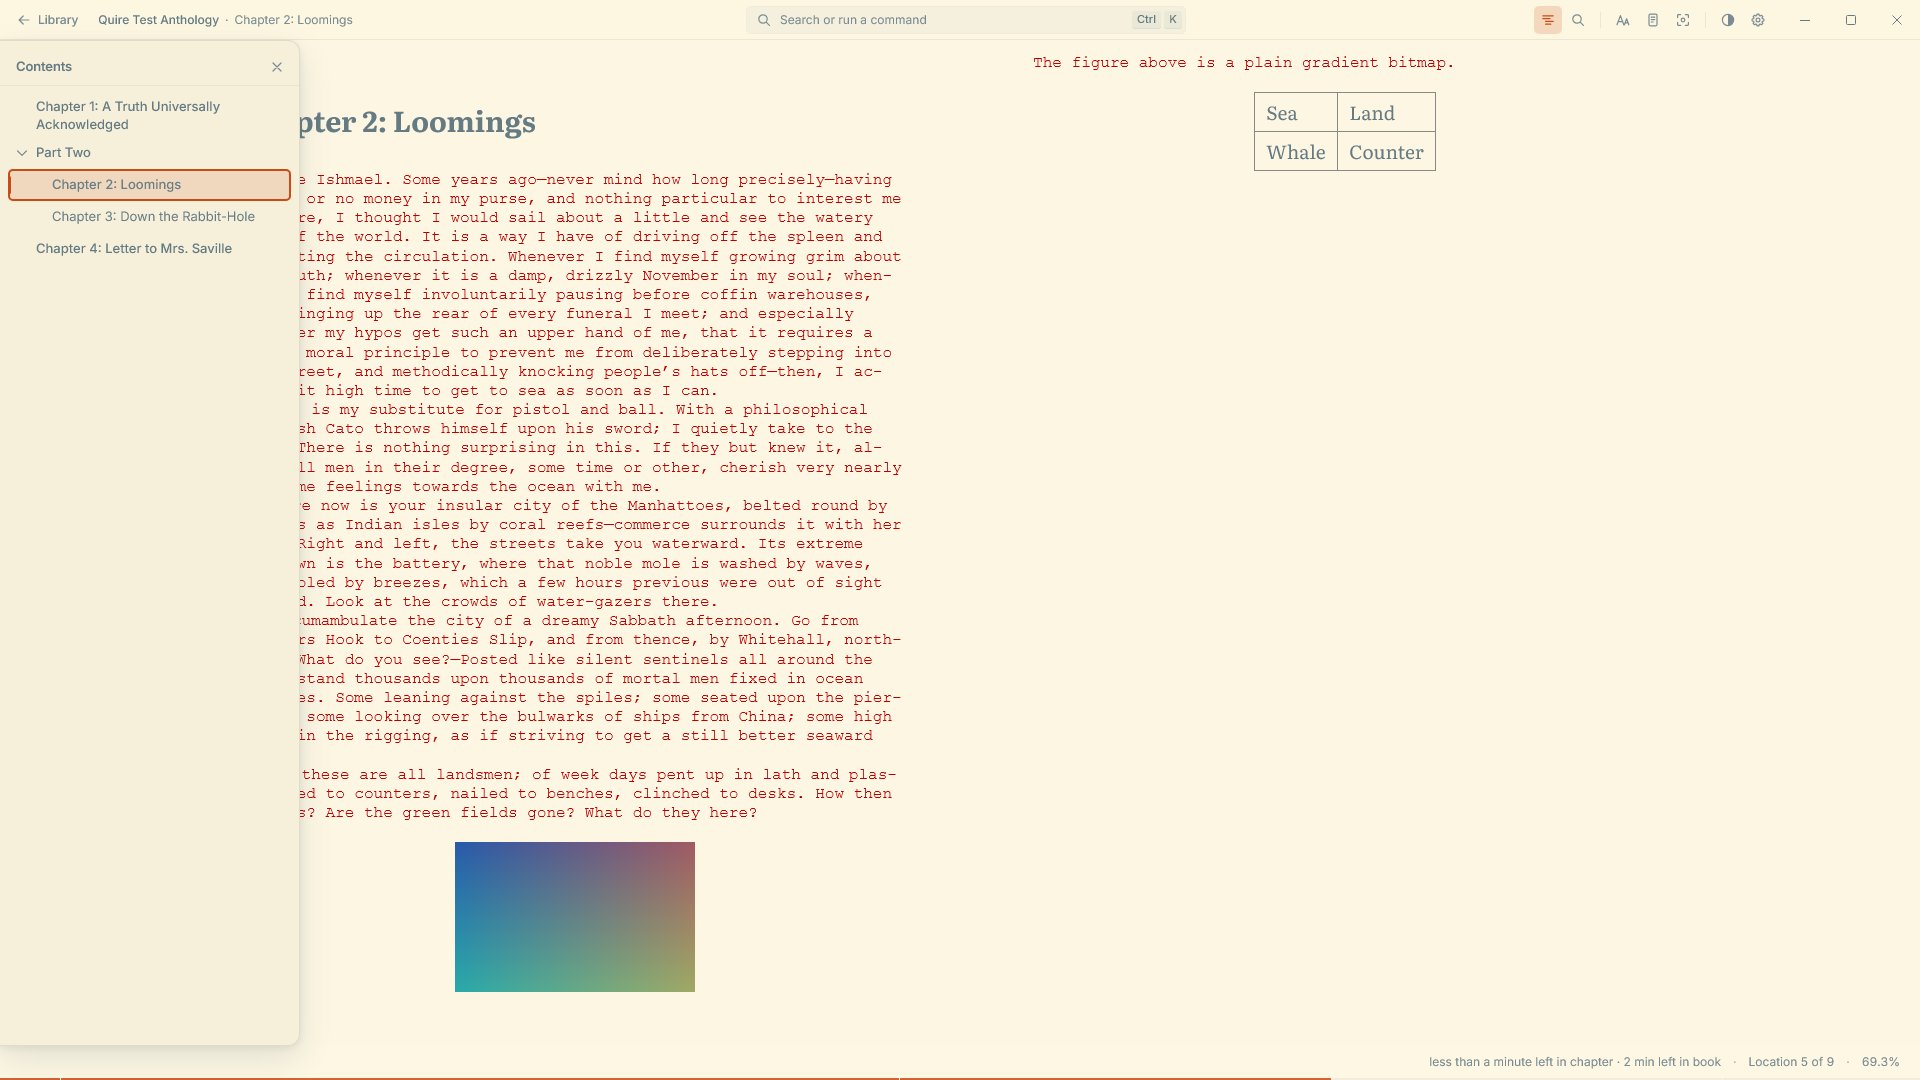 Library
Quire Test Anthology · Chapter 2: Loomings
Search or run a command
Ctrl K
Contents
Chapter 1: A Truth Universally
Acknowledged
Part Two
Chapter 2: Loomings
Chapter 3: Down the Rabbit-Hole
Chapter 4: Letter to Mrs. Saville
pter 2: Loomings
Ishmael. Some years ago—never mind how long precisely—having
or no money in my purse, and nothing particular to interest me
re, I thought I would sail about a little and see the watery
the world. It is a way I have of driving off the spleen and
ting the circulation. Whenever I find myself growing grim about
uth; whenever it is a damp, drizzly November in my soul; when-
find myself involuntarily pausing before coffin warehouses,
inging up the rear of every funeral I meet; and especially
er my hypos get such an upper hand of me, that it requires a
moral principle to prevent me from deliberately stepping into
reet, and methodically knocking people’s hats off—then, I ac-
it high time to get to sea as soon as I can.
is my substitute for pistol and ball. With a philosophical
sh Cato throws himself upon his sword; I quietly take to the
There is nothing surprising in this. If they but knew it, al-
ll men in their degree, some time or other, cherish very nearly
me feelings towards the ocean with me.
e now is your insular city of the Manhattoes, belted round by
s as Indian isles by coral reefs—commerce surrounds it with her
Right and left, the streets take you waterward. Its extreme
wn is the battery, where that noble mole is washed by waves,
oled by breezes, which a few hours previous were out of sight
d. Look at the crowds of water-gazers there.
umambulate the city of a dreamy Sabbath afternoon. Go from
rs Hook to Coenties Slip, and from thence, by Whitehall, north-
What do you see?—Posted like silent sentinels all around the
stand thousands upon thousands of mortal men fixed in ocean
es. Some leaning against the spiles; some seated upon the pier-
some looking over the bulwarks of ships from China; some high
in the rigging, as if striving to get a still better seaward
these are all landsmen; of week days pent up in lath and plas-
ed to counters, nailed to benches, clinched to desks. How then
s? Are the green fields gone? What do they here?
The figure above is a plain gradient bitmap.
Sea Land
Whale Counter
less than a minute left in chapter · 2 min left in book · Location 5 of 9 · 69.3%